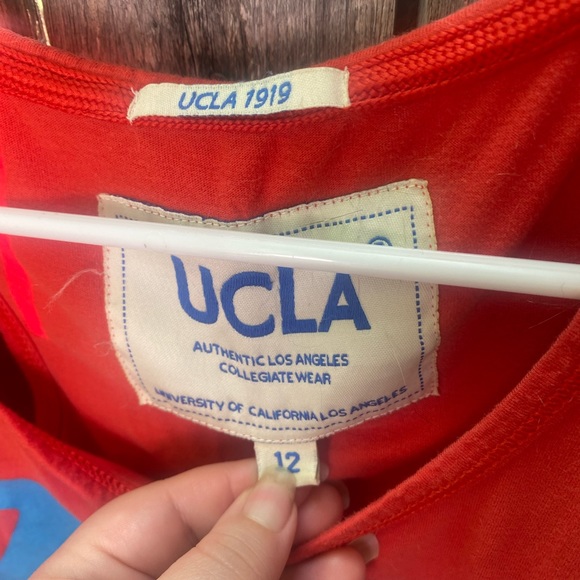 UCLA 1919
UCLA
AUTHENTIC LOS ANGELES
COLLEGIATE WEAR
UNIVERSITY OF CALIFORNIA LOS ANGELES
12